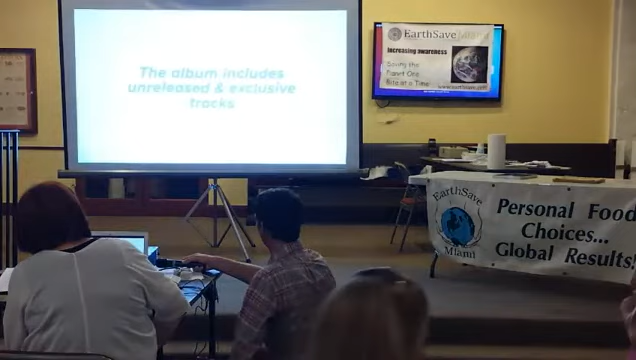 The album includes
unreleased & exclusive
tracks
EarthSave Miami
Increasing awareness
Saving the
Planet One
Bite at a Time
EarthSave
Miami
Personal Food
Choices...
Global Results!